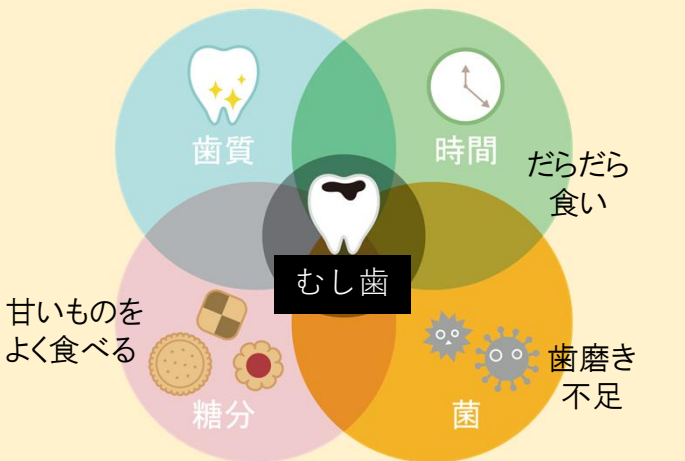 歯質
時間
だらだら
食い
むし歯
甘いものを
よく食べる
糖分
菌
歯磨き
不足